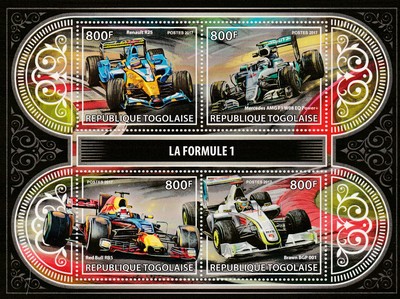 800F
Renault R25
POSTES 2017
REPUBLIQUE TOGOLAISE
800F
POSTES 2017
Mercedes AMG F1 W08 EQ Power+
REPUBLIQUE TOGOLAISE
LA FORMULE 1
POSTES 2017
800F
Red Bull RB5
REPUBLIQUE TOGOLAISE
POSTES 2017
800F
Brawn BGP 001
REPUBLIQUE TOGOLAISE